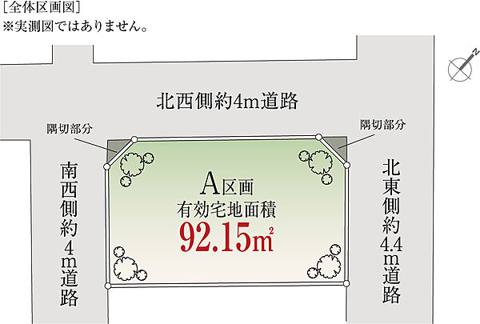 [全体区画図]
※実測図ではありません。
N
北西側約4m道路
隅切部分
隅切部分
南西側約4m道路
北東側約4.4m道路
A区画
有効宅地面積
92.15㎡